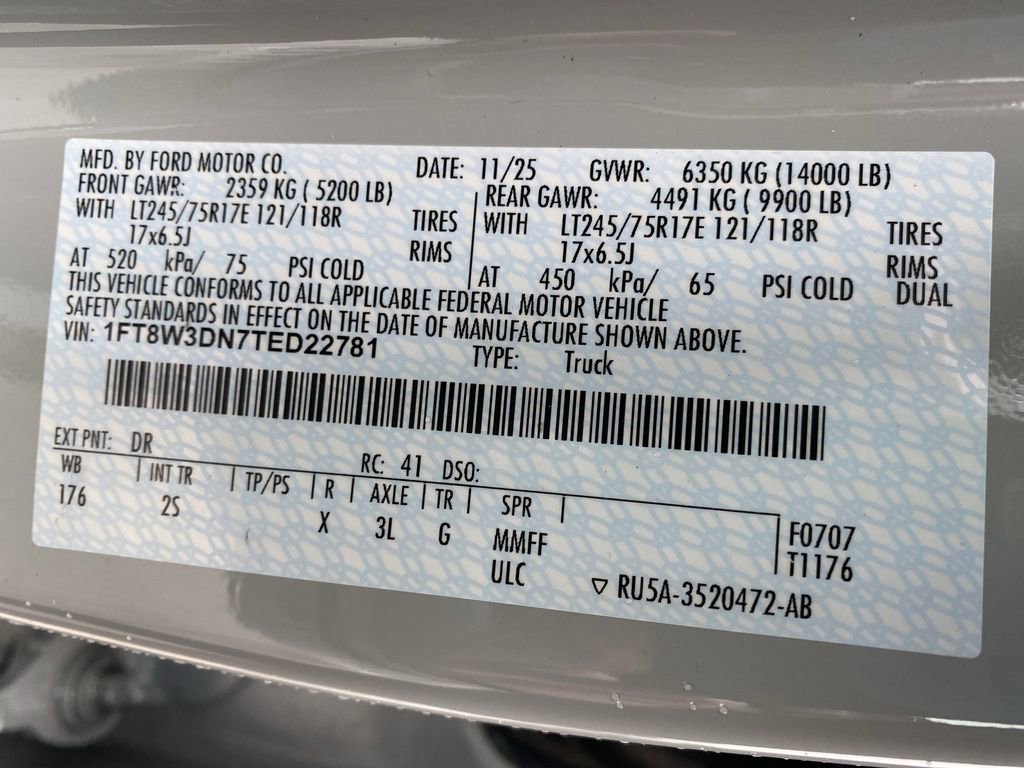 MFD. BY FORD MOTOR CO. DATE: 11/25 GVWR: 6350 KG (14000 LB)
FRONT GAWR: 2359 KG ( 5200 LB) REAR GAWR: 4491 KG ( 9900 LB)
WITH LT245/75R17E 121/118R TIRES WITH LT245/75R17E 121/118R TIRES
17x6.5J RIMS 17x6.5J RIMS
AT 520 kPa/ 75 PSI COLD AT 450 kPa/ 65 PSI COLD DUAL
THIS VEHICLE CONFORMS TO ALL APPLICABLE FEDERAL MOTOR VEHICLE
SAFETY STANDARDS IN EFFECT ON THE DATE OF MANUFACTURE SHOWN ABOVE.
VIN: 1FT8W3DN7TED22781 TYPE: Truck
EXT PNT: DR RC: 41 DSO:
WB INT TR TP/PS R AXLE TR SPR
176 2S X 3L G MMFF F0707
ULC T1176
RU5A-3520472-AB